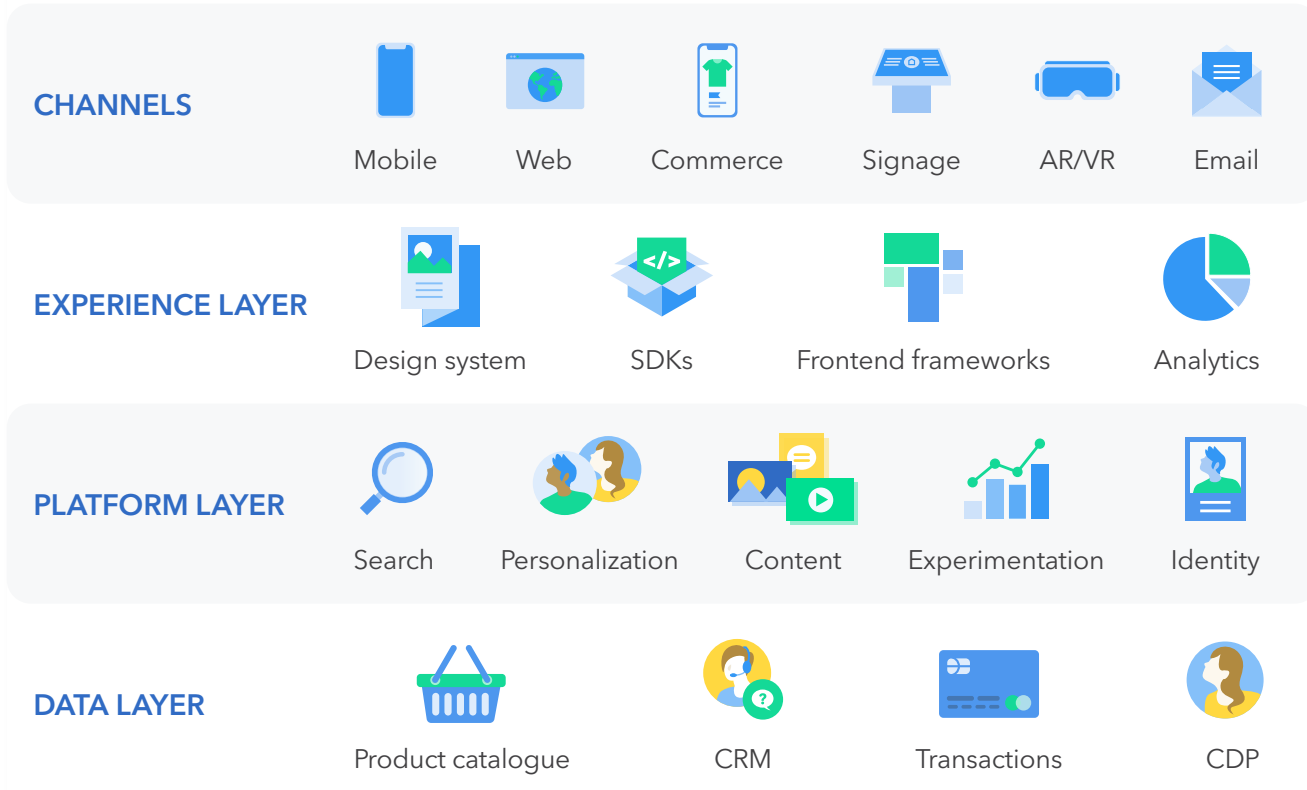 CHANNELS
Mobile
Web
Commerce
Signage
AR/VR
Email
EXPERIENCE LAYER
</>
Design system
SDKs
Frontend frameworks
Analytics
PLATFORM LAYER
Search
Personalization
Content
Experimentation
Identity
DATA LAYER
?
Product catalogue
CRM
Transactions
CDP